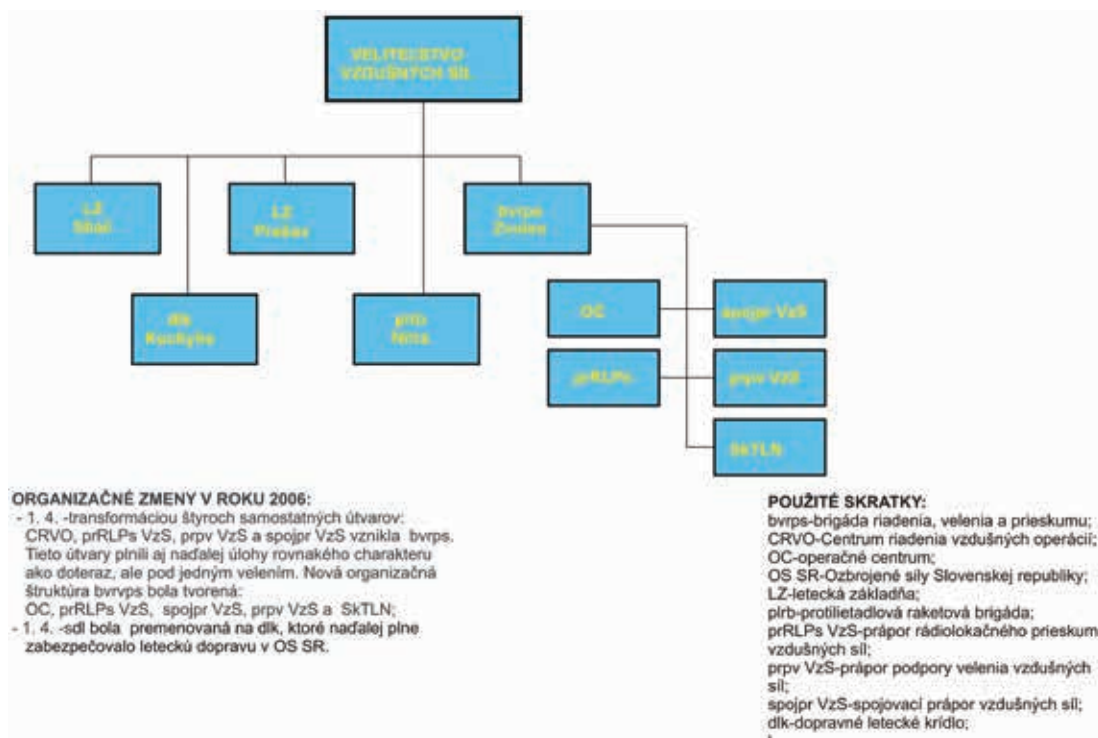 VELITEĽSTVO
VZDUŠNÝCH SÍL
LZ
Sliač
LZ
Prešov
bvrps
Zvolen
dlk
Kuchyňa
plrb
Nitra
OC
spojpr VzS
prRLPs
prpv VzS
SkTLN
ORGANIZAČNÉ ZMENY V ROKU 2006:
- 1. 4. -transformáciou štyroch samostatných útvarov:
CRVO, prRLPs VzS, prpv VzS a spojpr VzS vznikla bvrps.
Tieto útvary plnili aj naďalej úlohy rovnakého charakteru
ako doteraz, ale pod jedným velením. Nová organizačná
štruktúra bvrvps bola tvorená:
OC, prRLPs VzS, spojpr VzS, prpv VzS a SkTLN;
- 1. 4. -sdl bola premenovaná na dlk, ktoré naďalej plne
zabezpečovalo leteckú dopravu v OS SR.
POUŽITÉ SKRATKY:
bvrps-brigáda riadenia, velenia a prieskumu;
CRVO-Centrum riadenia vzdušných operácií;
OC-operačné centrum;
OS SR-Ozbrojené sily Slovenskej republiky;
LZ-letecká základňa;
plrb-protilietadlová raketová brigáda;
prRLPs VzS-prápor rádiolokačného prieskum
vzdušných síl;
prpv VzS-prápor podpory velenia vzdušných
síl;
spojpr VzS-spojovací prápor vzdušných síl;
dlk-dopravné letecké krídlo;